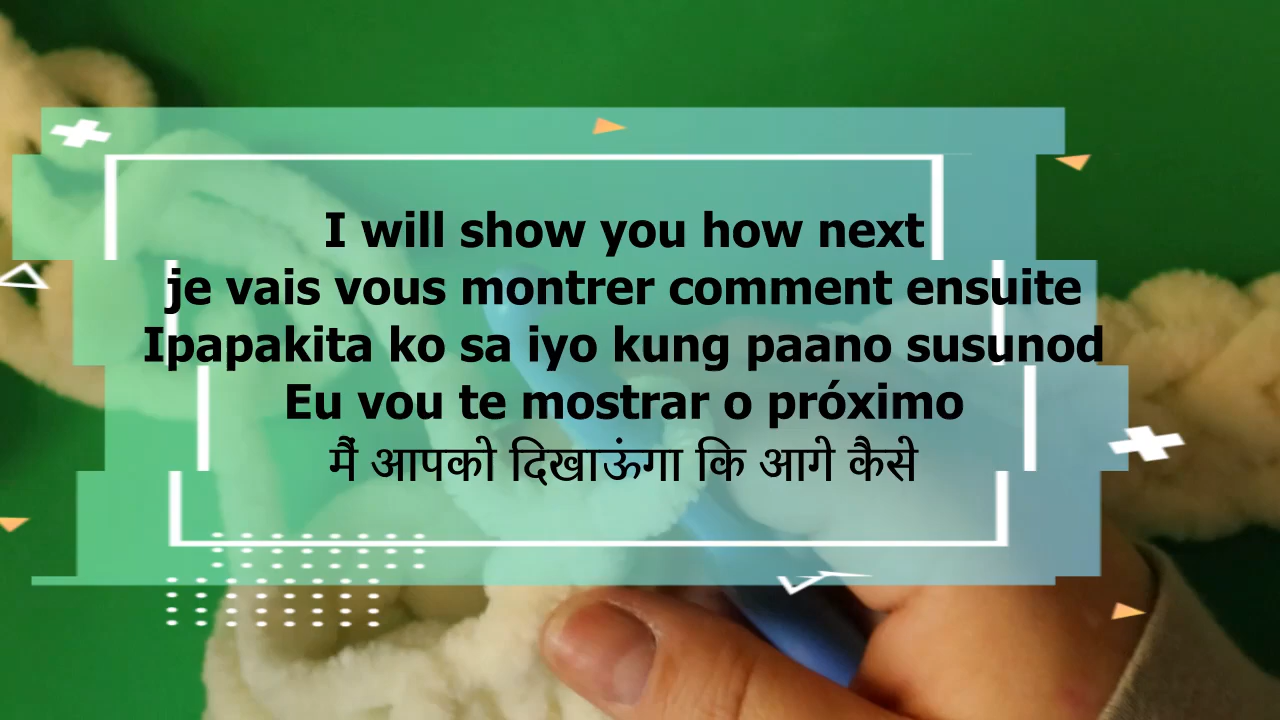 I will show you how next
je vais vous montrer comment ensuite
Ipapakita ko sa iyo kung paano susunod
Eu vou te mostrar o próximo
मैं आपको दिखाऊंगा कि आगे कैसे